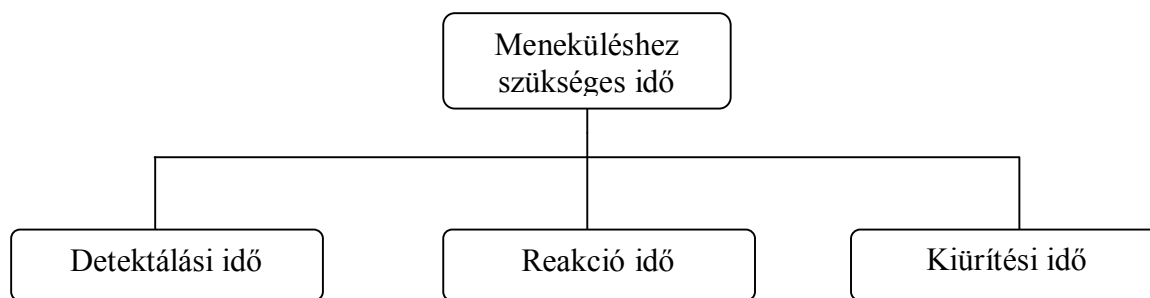 Meneküléshez
szükséges idő
Detektálási idő
Reakció idő
Kiürítési idő